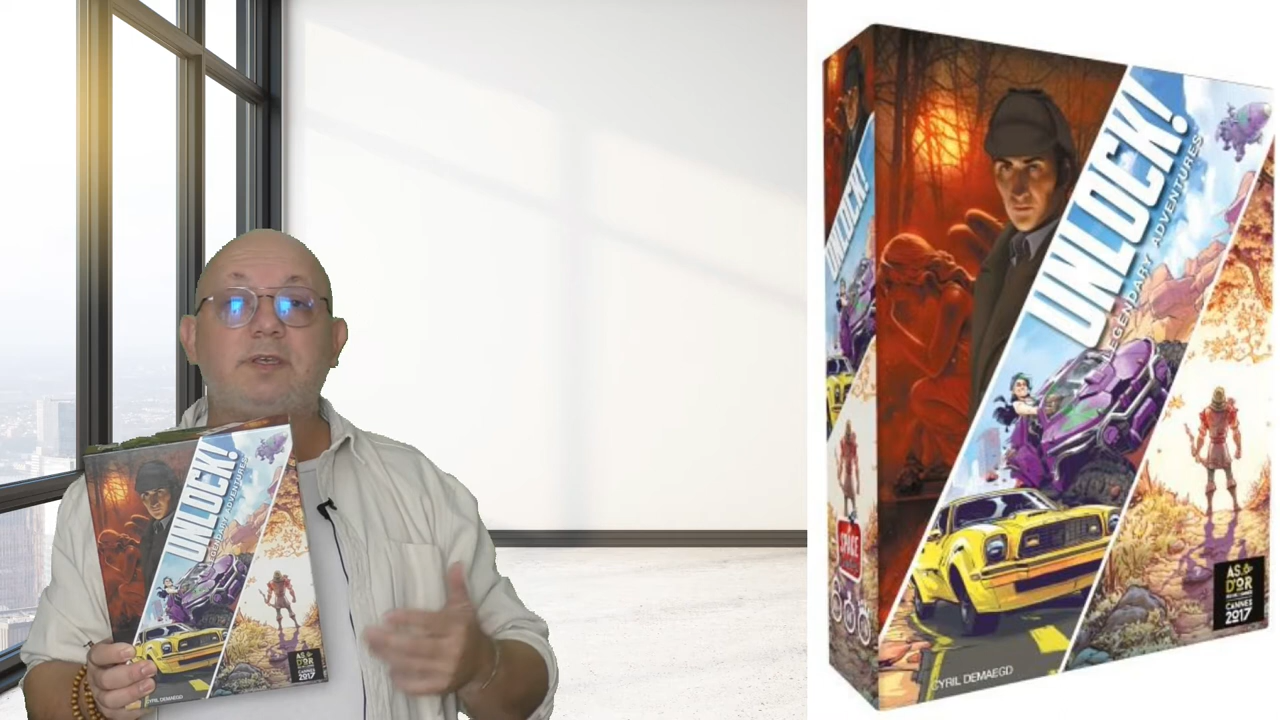 UNLOCK!
LEGENDARY ADVENTURES
AS
D'OR
CANNES
2017
CYRIL DEMAEGD
UNLOCK!
LEGENDARY ADVENTURES
UNLOCK!
SPACE
AS
D'OR
CANNES
2017
CYRIL DEMAEGD